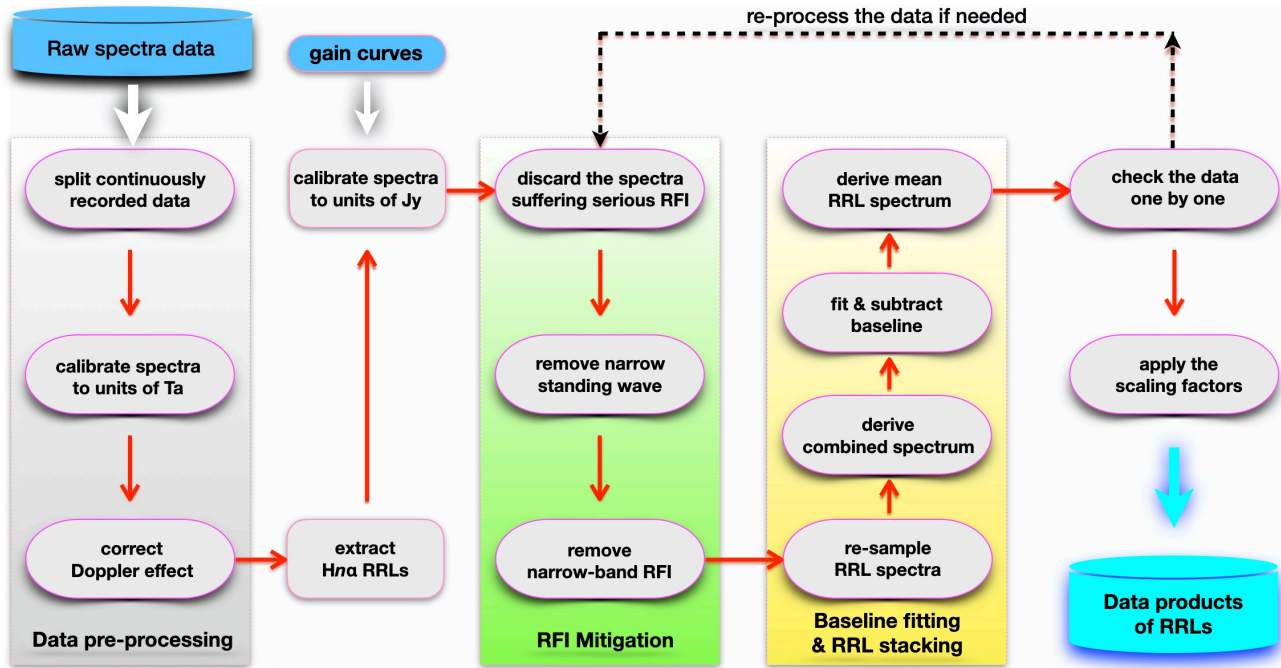 re-process the data if needed
Raw spectra data
gain curves
split continuously
recorded data
calibrate spectra
to units of Ta
correct
Doppler effect
Data pre-processing
extract
Hnα RRLs
calibrate spectra
to units of Jy
discard the spectra
suffering serious RFI
remove narrow
standing wave
remove
narrow-band RFI
RFI Mitigation
re-sample
RRL spectra
derive
combined spectrum
fit & subtract
baseline
derive mean
RRL spectrum
Baseline fitting
& RRL stacking
check the data
one by one
apply the
scaling factors
Data products
of RRLs